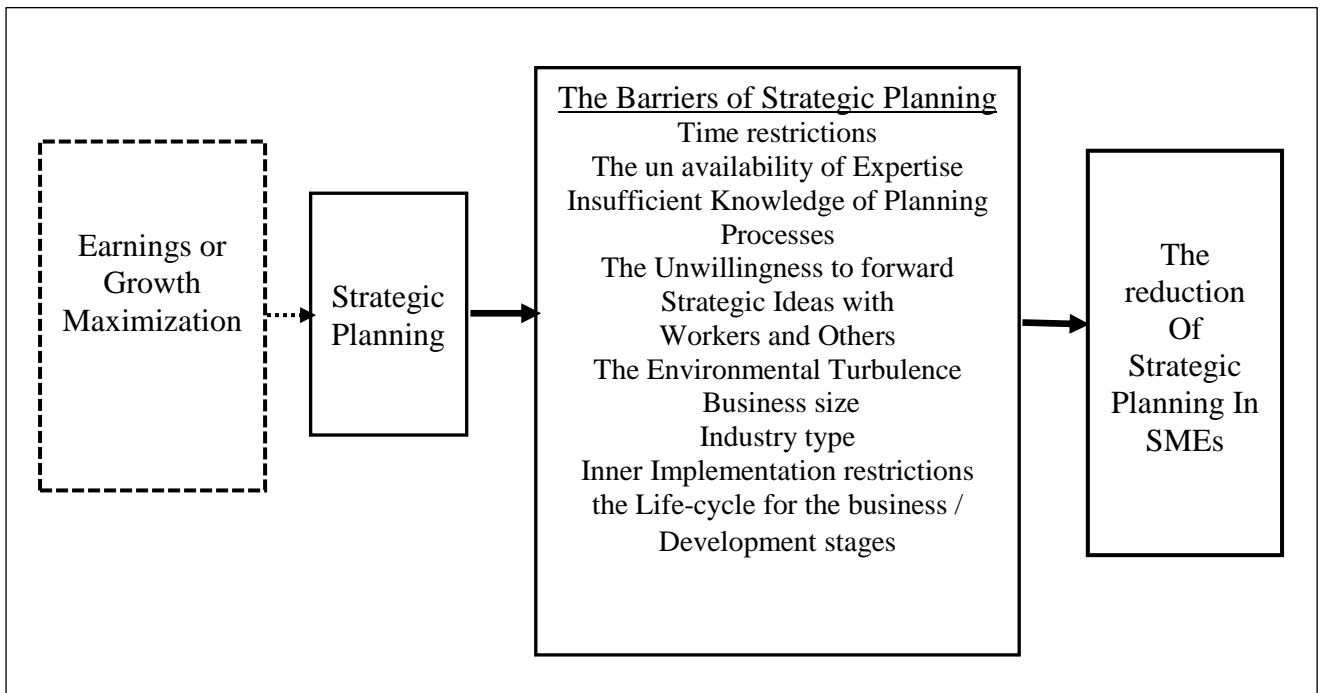 Earnings or
Growth
Maximization
Strategic
Planning
The Barriers of Strategic Planning
Time restrictions
The un availability of Expertise
Insufficient Knowledge of Planning
Processes
The Unwillingness to forward
Strategic Ideas with
Workers and Others
The Environmental Turbulence
Business size
Industry type
Inner Implementation restrictions
the Life-cycle for the business /
Development stages
The
reduction
Of
Strategic
Planning In
SMEs